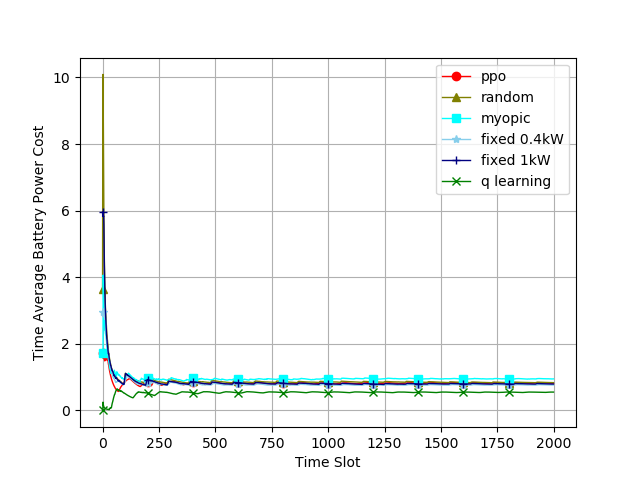 10
8
6
4
2
0
Time Average Battery Power Cost
ppo
random
myopic
fixed 0.4kW
fixed 1kW
q learning
0 250 500 750 1000 1250 1500 1750 2000
Time Slot